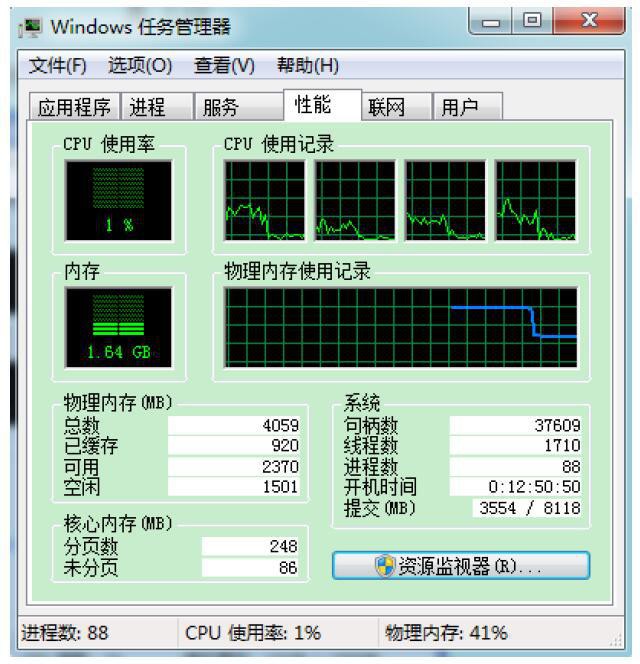 Windows 任务管理器
文件(F) 选项(O) 查看(V) 帮助(H)
应用程序 进程 服务 性能 联网 用户
CPU 使用率
1 %
CPU 使用记录
内存
1.64 GB
物理内存使用记录
物理内存(MB)
总数 4059
已缓存 920
可用 2370
空闲 1501
系统
句柄数 37609
线程数 1710
进程数 88
开机时间 0:12:50:50
提交(MB) 3554 / 8118
核心内存(MB)
分页数 248
未分页 86
资源监视器(R)...
进程数: 88 CPU 使用率: 1% 物理内存: 41%